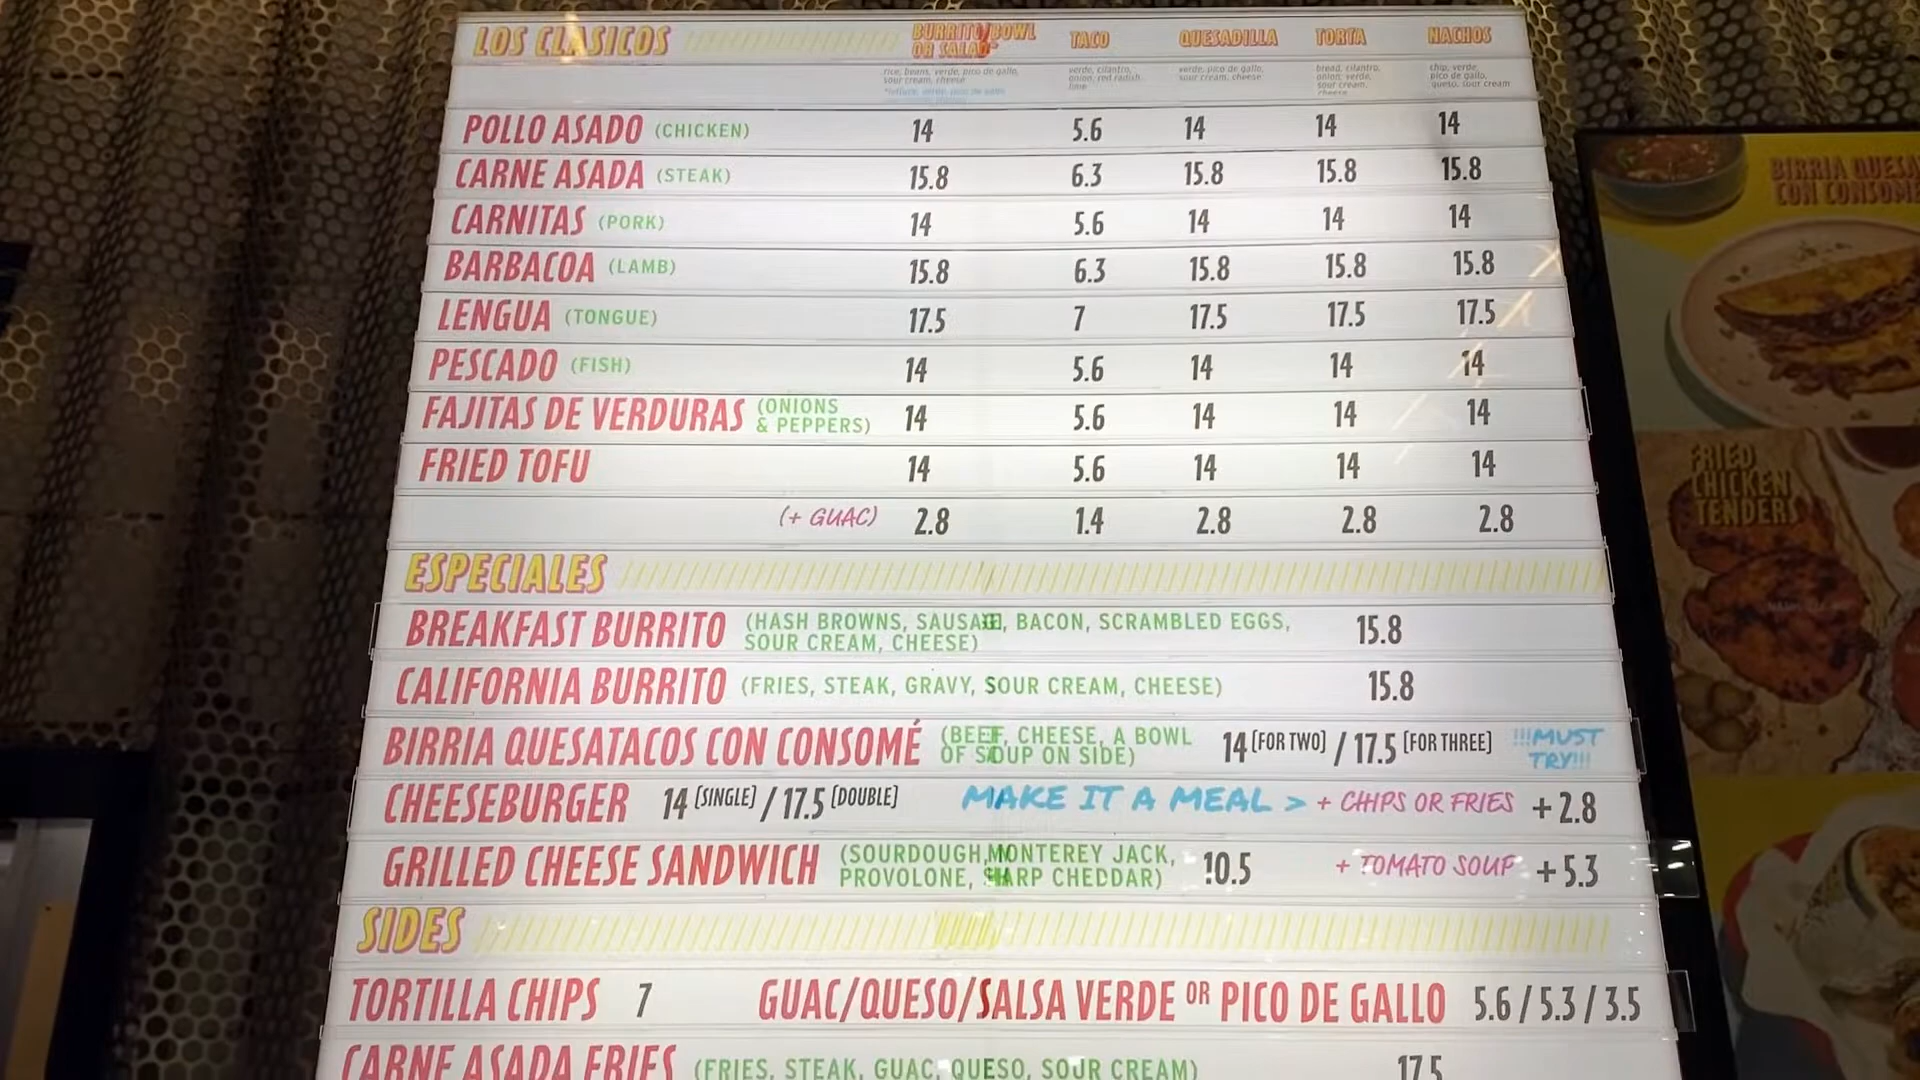 LOS CLASICOS BURRITO/BOWL OR SALAD* TACO QUESADILLA TORTA NACHOS
rice, beans, verde, pico de gallo, sour cream, cheese
verde, cilantro, onion, red radish, lime
verde, pico de gallo, sour cream, cheese
bread, cilantro, onion, verde, sour cream, cheese
chip, verde, pico de gallo, queso, sour cream
POLLO ASADO (CHICKEN) 14 5.6 14 14 14
CARNE ASADA (STEAK) 15.8 6.3 15.8 15.8 15.8
CARNITAS (PORK) 14 5.6 14 14 14
BARBACOA (LAMB) 15.8 6.3 15.8 15.8 15.8
LENGUA (TONGUE) 17.5 7 17.5 17.5 17.5
PESCADO (FISH) 14 5.6 14 14 14
FAJITAS DE VERDURAS (ONIONS & PEPPERS) 14 5.6 14 14 14
FRIED TOFU 14 5.6 14 14 14
(+ GUAC) 2.8 1.4 2.8 2.8 2.8
ESPECIALES
BREAKFAST BURRITO (HASH BROWNS, SAUSAGE, BACON, SCRAMBLED EGGS, SOUR CREAM, CHEESE) 15.8
CALIFORNIA BURRITO (FRIES, STEAK, GRAVY, SOUR CREAM, CHEESE) 15.8
BIRRIA QUESATACOS CON CONSOMÉ (BEEF, CHEESE, A BOWL OF SOUP ON SIDE) 14 [FOR TWO] / 17.5 [FOR THREE] !!!MUST TRY!!!
CHEESEBURGER 14 [SINGLE] / 17.5 [DOUBLE] MAKE IT A MEAL > + CHIPS OR FRIES +2.8
GRILLED CHEESE SANDWICH (SOURDOUGH, MONTEREY JACK, PROVOLONE, SHARP CHEDDAR) 10.5 + TOMATO SOUP +5.3
SIDES
TORTILLA CHIPS 7 GUAC/QUESO/SALSA VERDE OR PICO DE GALLO 5.6 / 5.3 / 3.5
CARNE ASADA FRIES (FRIES, STEAK, GUAC, QUESO, SOUR CREAM) 17.5
BIRRIA
CON
FRIED
CHICKEN
TENDERS